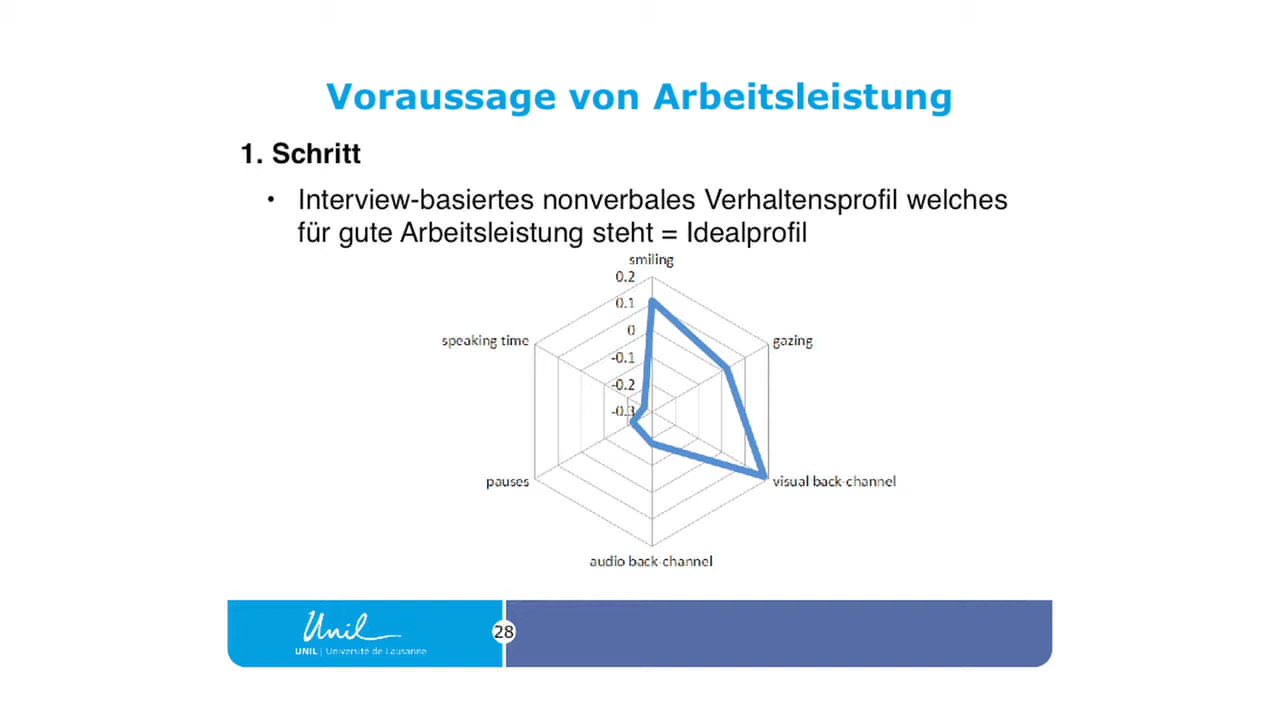 Voraussage von Arbeitsleistung
1. Schritt
• Interview-basiertes nonverbales Verhaltensprofil welches
für gute Arbeitsleistung steht = Idealprofil
smiling
0.2
0.1
0
-0.1
-0.2
-0.3
speaking time
gazing
pauses
visual back-channel
audio back-channel
Unil
UNIL | Université de Lausanne
28